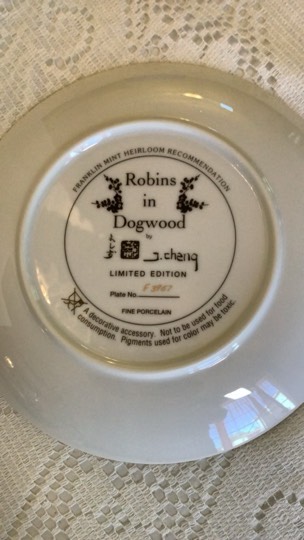 FRANKLIN MINT HEIRLOOM RECOMMENDATION
Robins
in
Dogwood
by
J. Cheng
LIMITED EDITION
Plate No.
FINE PORCELAIN
A decorative accessory. Not to be used for food
consumption. Pigments used for color may be toxic.